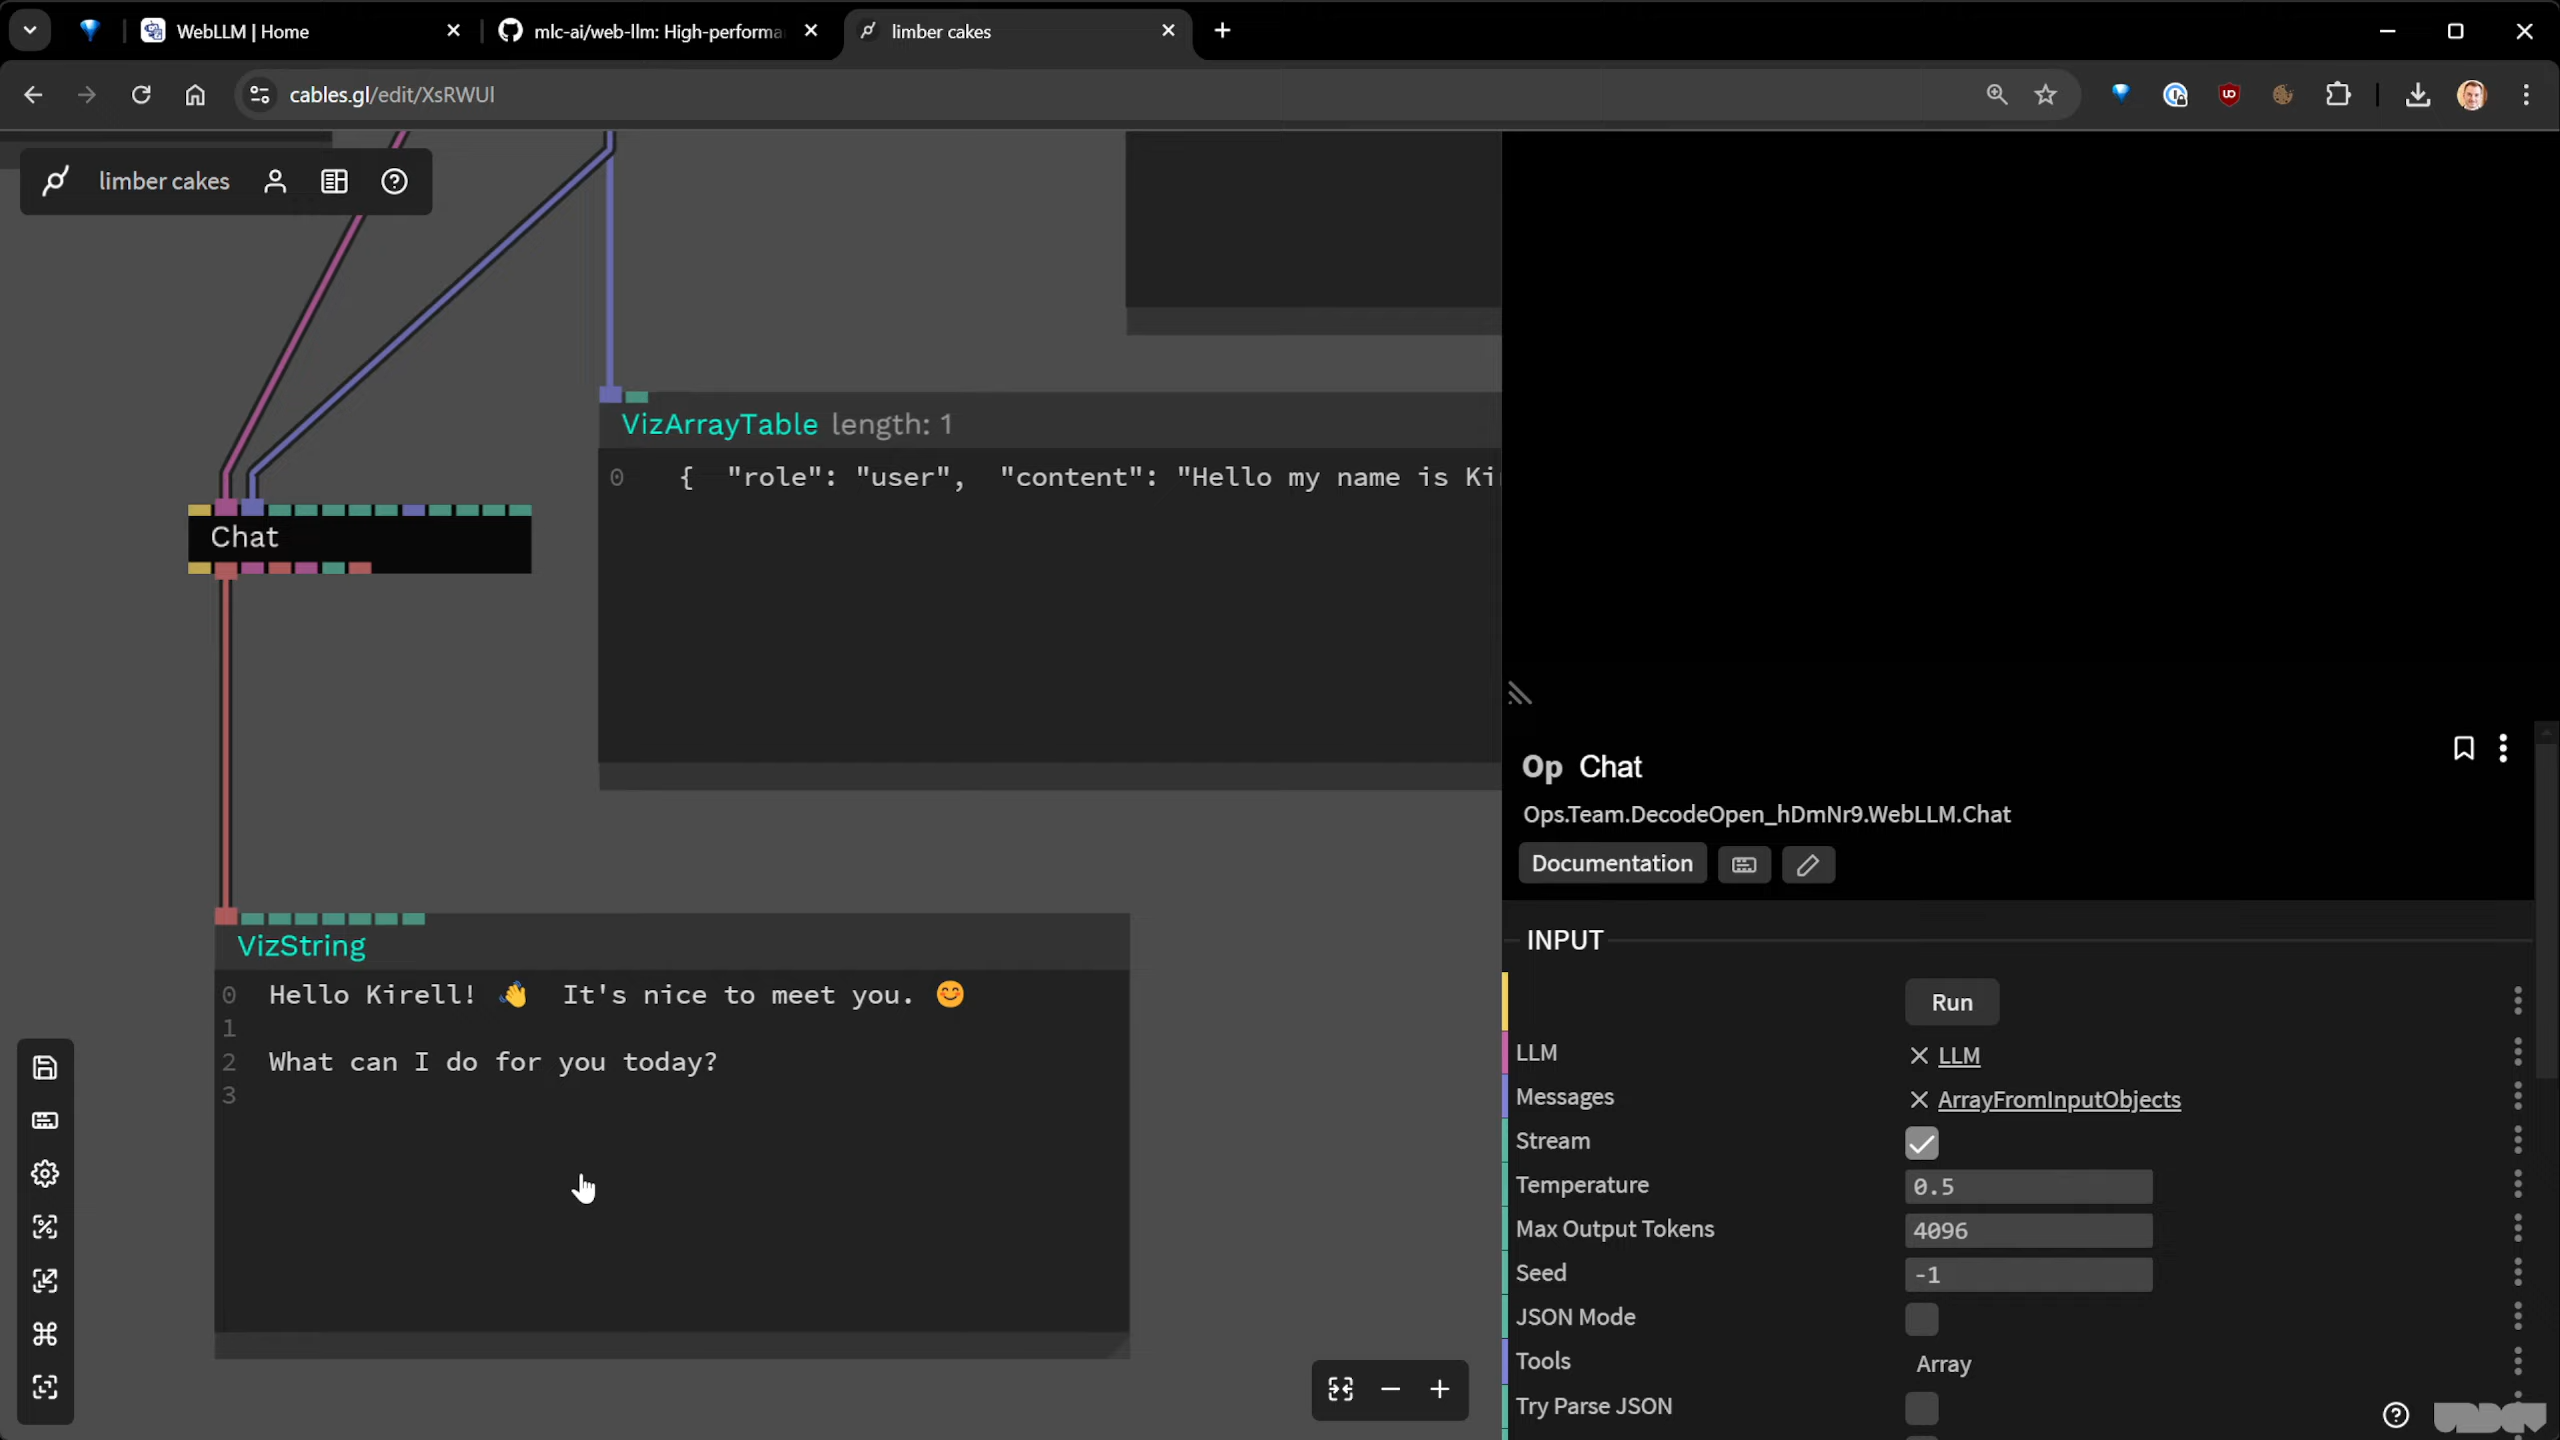 WebLLM | Home
mlc-ai/web-llm: High-performa
limber cakes
cables.gl/edit/XsRWUl
limber cakes
VizArrayTable length: 1
0 { "role": "user", "content": "Hello my name is Ki
Chat
VizString
0 Hello Kirell! 👋 It's nice to meet you. 😊
1
2 What can I do for you today?
3
Op Chat
Ops.Team.DecodeOpen_hDmNr9.WebLLM.Chat
Documentation
INPUT
Run
LLM LLM
Messages ArrayFromInputObjects
Stream
Temperature 0.5
Max Output Tokens 4096
Seed -1
JSON Mode
Tools Array
Try Parse JSON